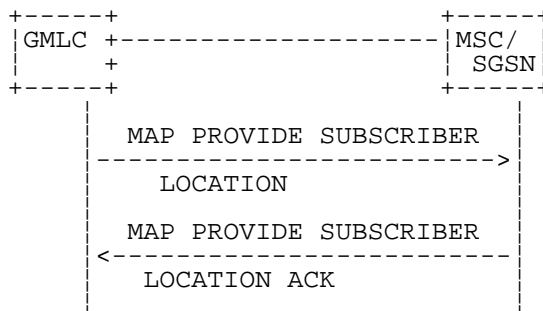 GMLC MSC/
SGSN
MAP PROVIDE SUBSCRIBER
LOCATION
MAP PROVIDE SUBSCRIBER
LOCATION ACK